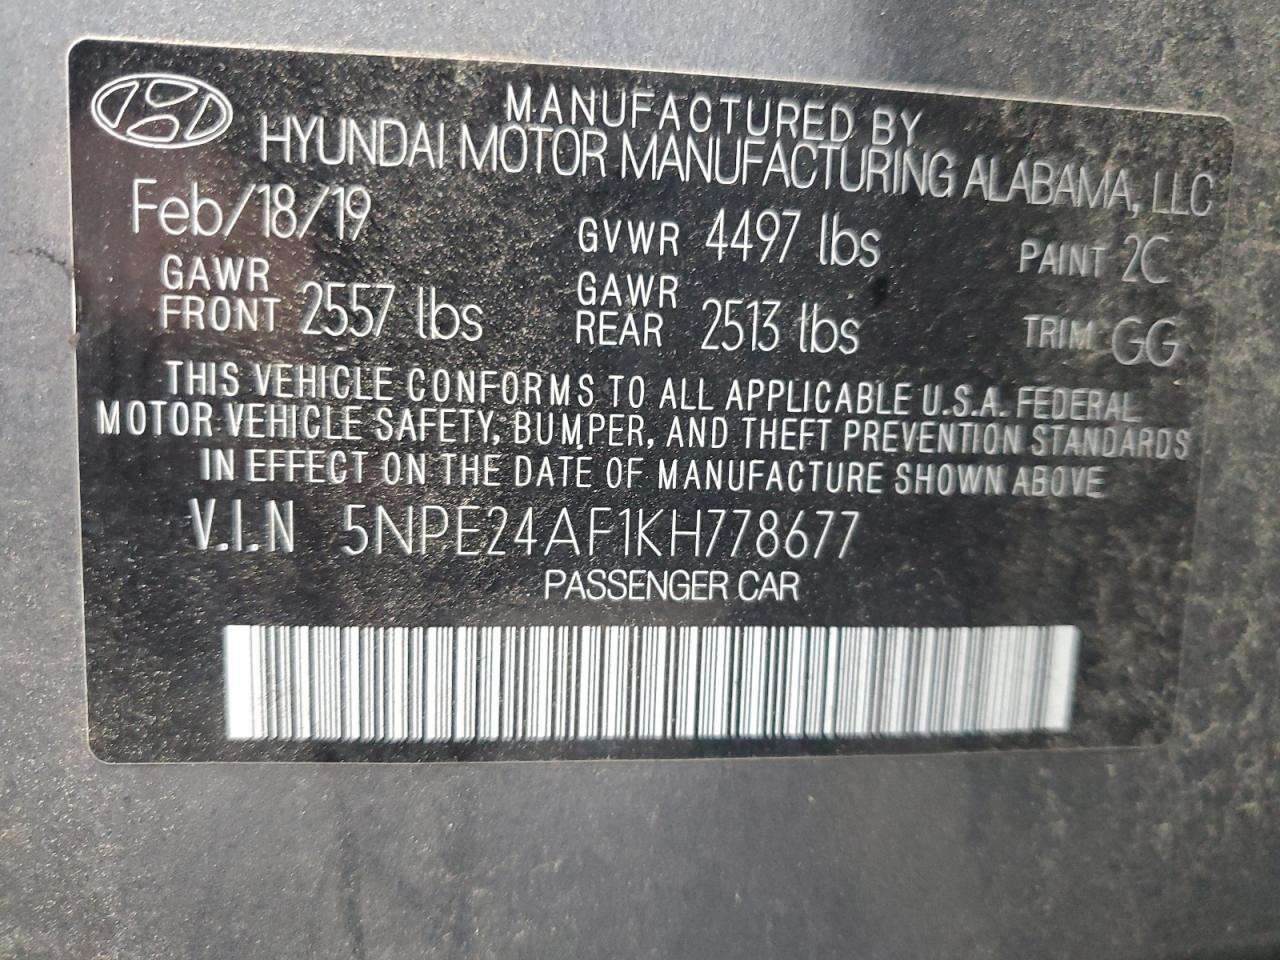 MANUFACTURED BY
HYUNDAI MOTOR MANUFACTURING ALABAMA, LLC
Feb/18/19 GVWR 4497 lbs PAINT 2C
GAWR FRONT 2557 lbs GAWR REAR 2513 lbs TRIM GG
THIS VEHICLE CONFORMS TO ALL APPLICABLE U.S.A. FEDERAL
MOTOR VEHICLE SAFETY, BUMPER, AND THEFT PREVENTION STANDARDS
IN EFFECT ON THE DATE OF MANUFACTURE SHOWN ABOVE
V.I.N 5NPE24AF1KH778677
PASSENGER CAR